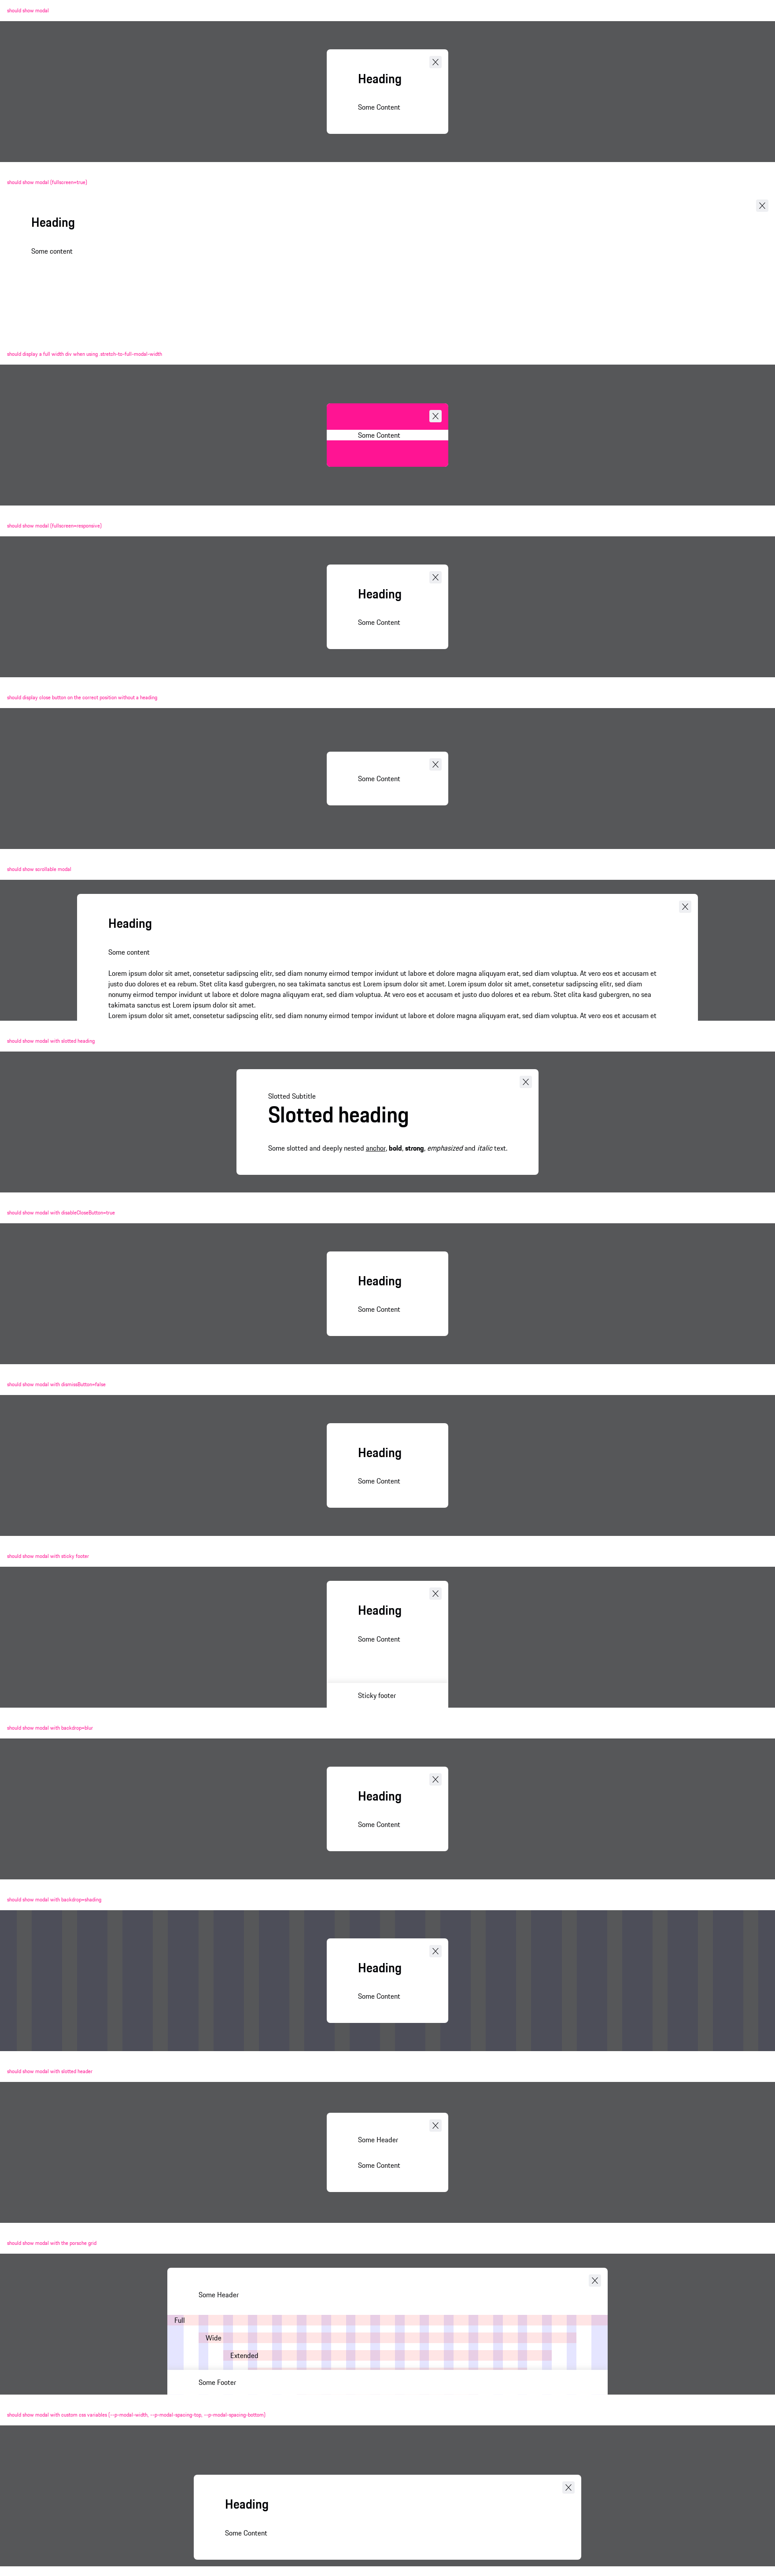 should show modal
Heading
Some Content
should show modal (fullscreen=true)
Heading
Some content
should display a full width div when using .stretch-to-full-modal-width
Some Content
should show modal (fullscreen=responsive)
Heading
Some Content
should display close button on the correct position without a heading.
Some Content
should show scrollable modal
Heading
Some content
Lorem ipsum dolor sit amet, consetetur sadipscing elitr, sed diam nonumy eirmod tempor invidunt ut labore et dolore magna aliquyam erat, sed diam voluptua. At vero eos et accusam et
justo duo dolores et ea rebum. Stet clita kasd gubergren, no sea takimata sanctus est Lorem ipsum dolor sit amet. Lorem ipsum dolor sit amet, consetetur sadipscing elitr, sed diam
nonumy eirmod tempor invidunt ut labore et dolore magna aliquyam erat, sed diam voluptua. At vero eos et accusam et justo duo dolores et ea rebum. Stet clita kasd gubergren, no sea
takimata sanctus est Lorem ipsum dolor sit amet.
Lorem ipsum dolor sit amet, consetetur sadipscing elitr, sed diam nonumy eirmod tempor invidunt ut labore et dolore magna aliquyam erat, sed diam voluptua. At vero eos et accusam et
should show modal with slotted heading
Slotted Subtitle
Slotted heading
Some slotted and deeply nested anchor, bold, strong, emphasized and italic text.
should show modal with disableCloseButton=true
Heading
Some Content
should show modal with dismissButton=false
Heading
Some Content
should show modal with sticky footer
Heading
Some Content
Sticky footer
should show modal with backdrop=blur
Heading
Some Content
should show modal with backdrop=shading
Heading
Some Content
should show modal with slotted header
Some Header
Some Content
should show modal with the porsche grid
Some Header
Full
Wide
Extended
Some Footer
should show modal with custom css variables (--p-modal-width, --p-modal-spacing-top, --p-modal-spacing-bottom)
Heading
Some Content